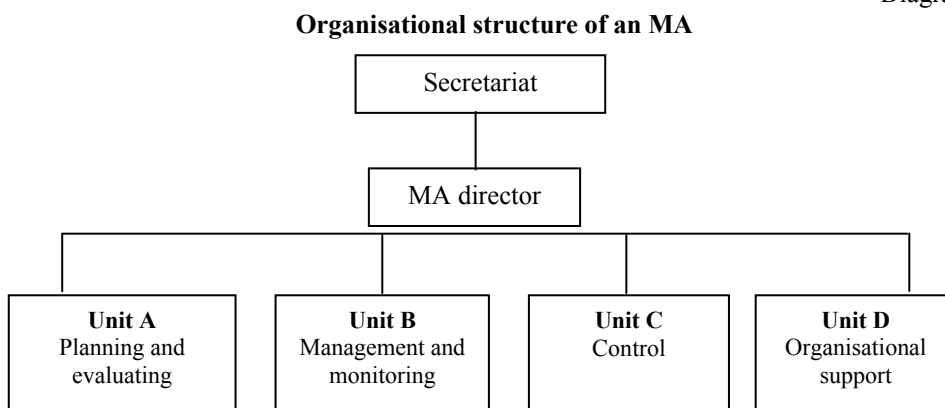 Organisational structure of an MA
Secretariat
MA director
Unit A
Planning and
evaluating
Unit B
Management and
monitoring
Unit C
Control
Unit D
Organisational
support